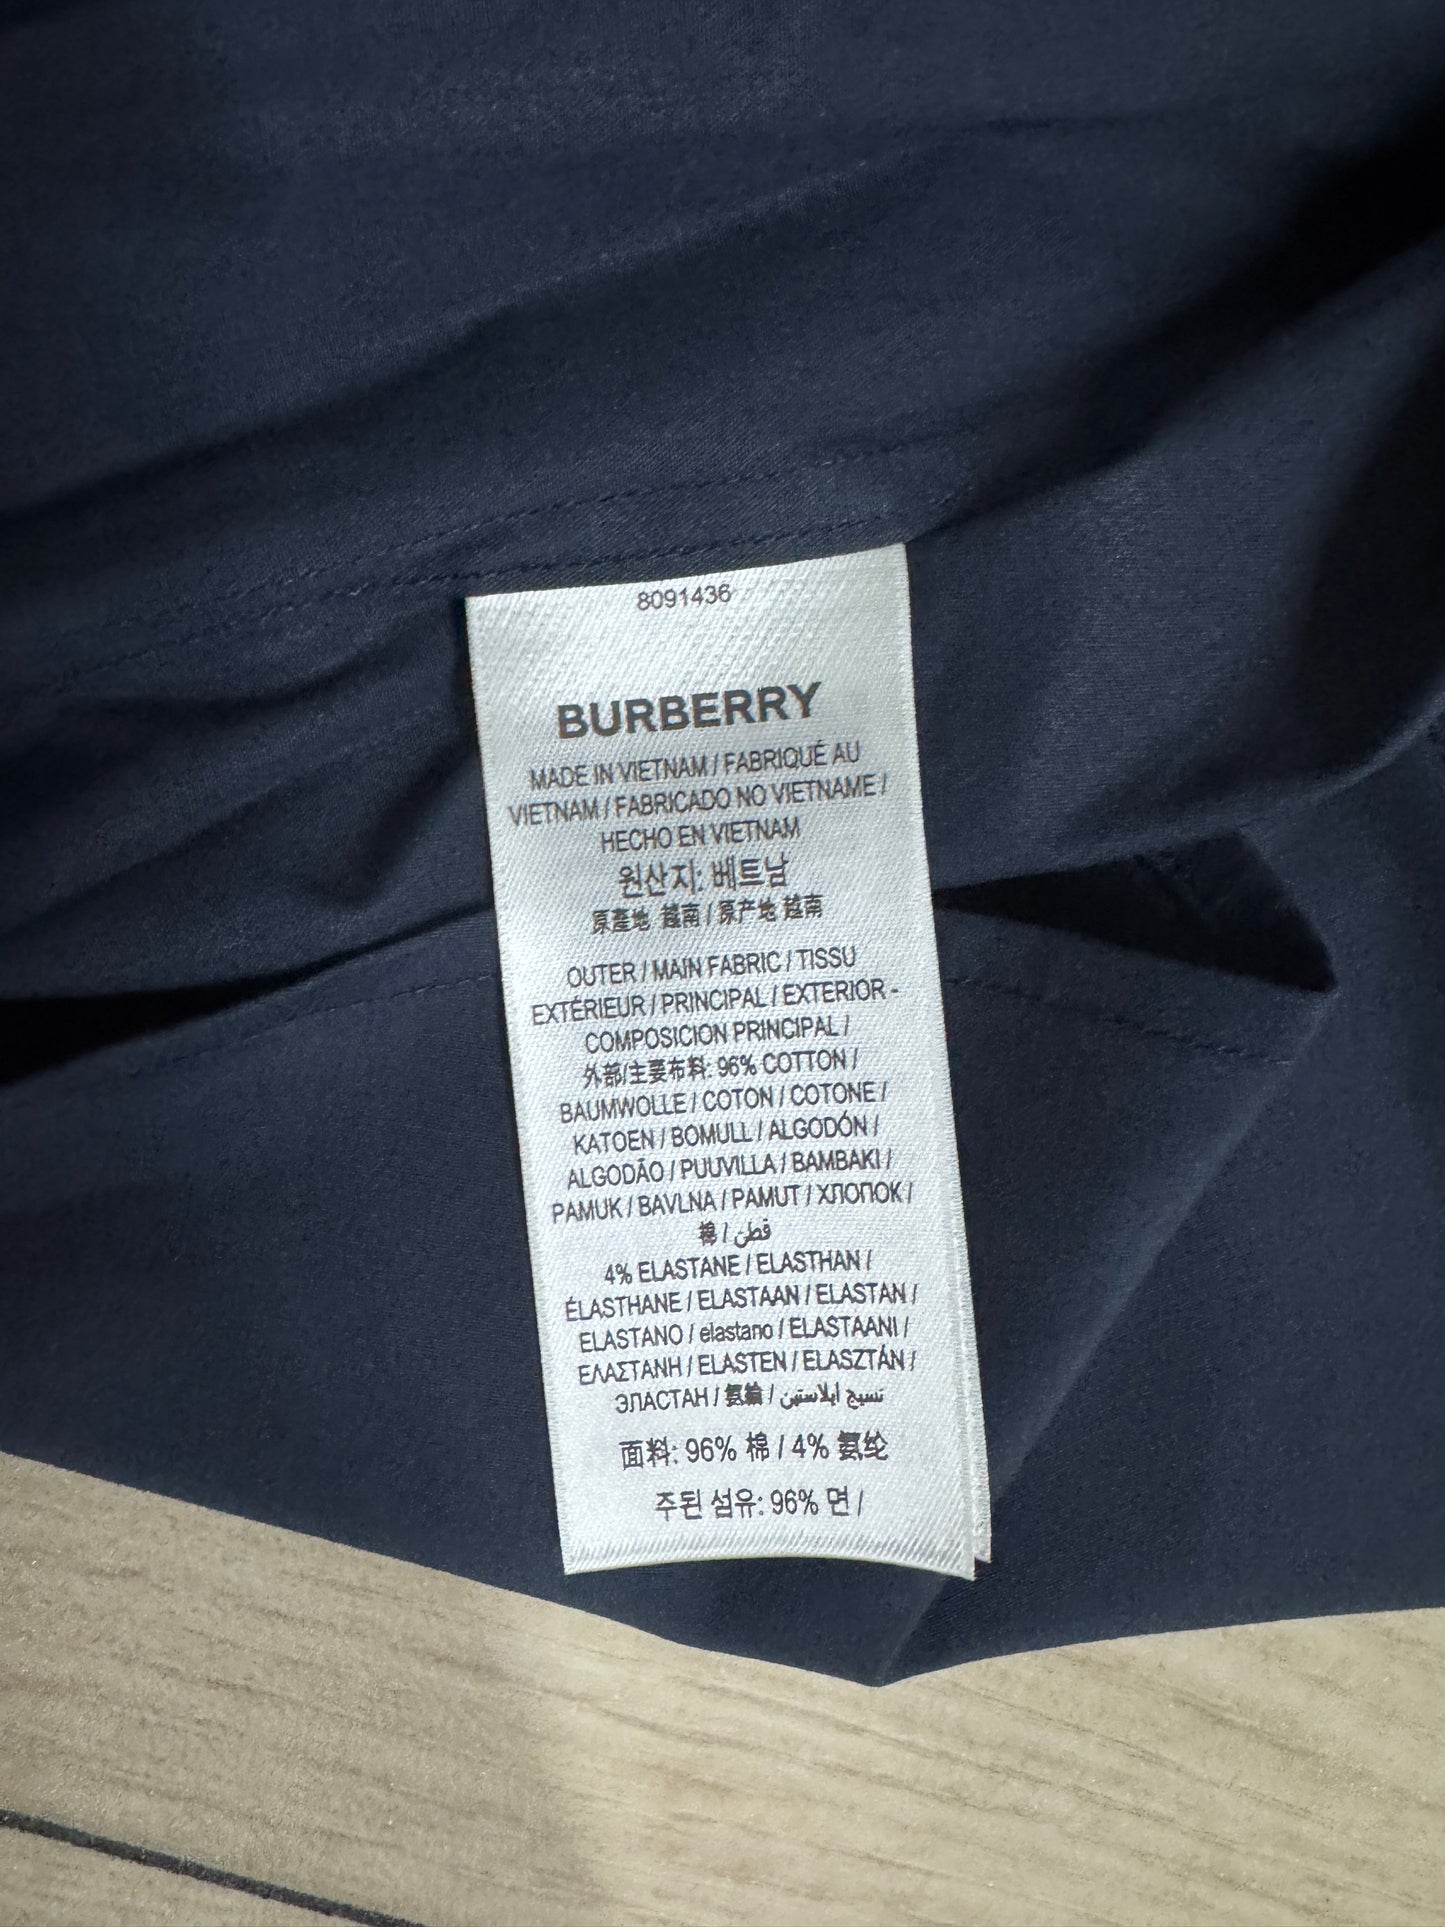 8091436
BURBERRY
MADE IN VIETNAM / FABRIQUÉ AU
VIETNAM / FABRICADO NO VIETNAME /
HECHO EN VIETNAM
원산지: 베트남
原產地 越南 / 原产地 越南
OUTER / MAIN FABRIC / TISSU
EXTÉRIEUR / PRINCIPAL / EXTERIOR -
COMPOSICION PRINCIPAL /
外部/主要布料: 96% COTTON /
BAUMWOLLE / COTON / COTONE /
KATOEN / BOMULL / ALGODÓN /
ALGODÃO / PUUVILLA / BAMBAKI /
PAMUK / BAVLNA / PAMUT / ХЛОПОК /
棉 / قطن
4% ELASTANE / ELASTHAN /
ÉLASTHANE / ELASTAAN / ELASTAN /
ELASTANO / elastano / ELASTAANI /
ΕΛΑΣΤΑΝΗ / ELASTEN / ELASZTÁN /
ЭЛАСТАН / 氨綸 / نسيج ايلاستين
面料: 96% 棉 / 4% 氨纶
주된 섬유: 96% 면 /